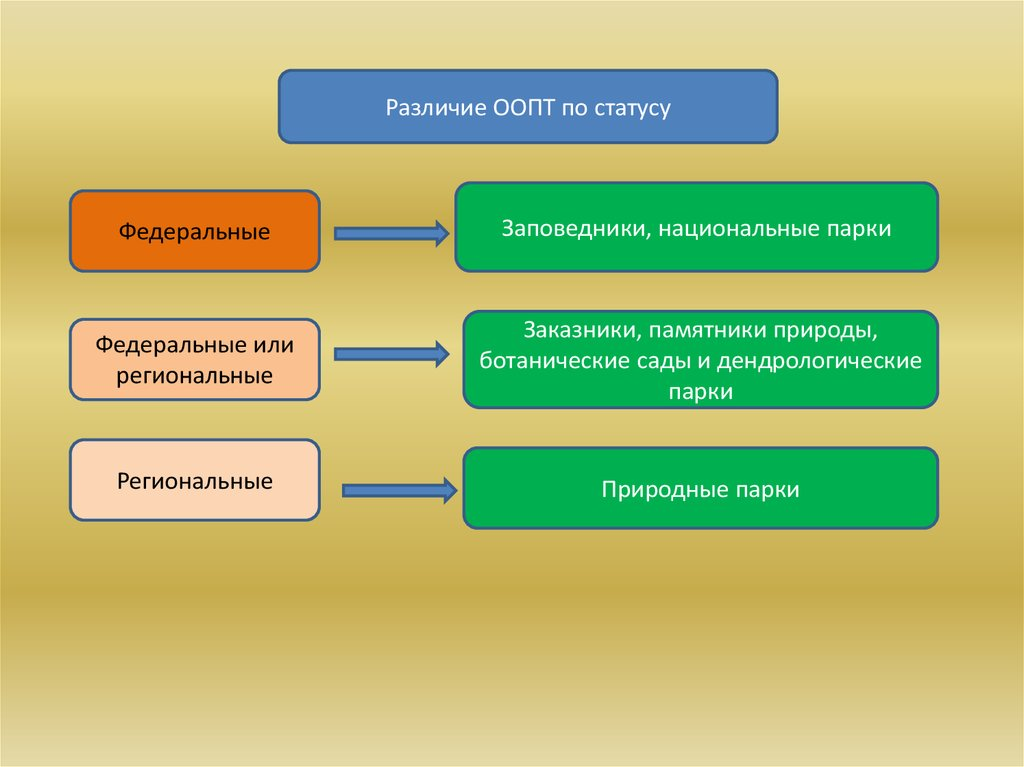 Различие ООПТ по статусу
Федеральные
Заповедники, национальные парки
Федеральные или
региональные
Заказники, памятники природы,
ботанические сады и дендрологические
парки
Региональные
Природные парки